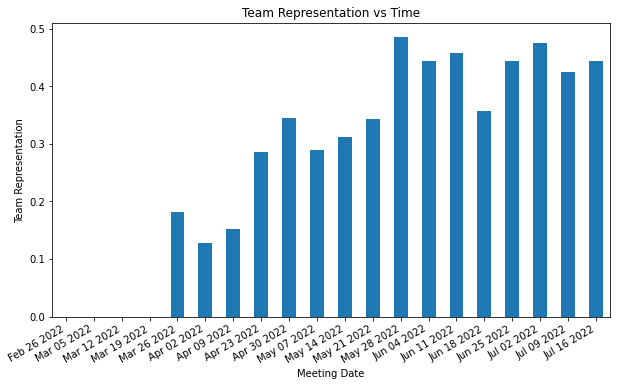 Team Representation vs Time
0.5
0.4
0.3
0.2
0.1
0.0
Team Representation
Feb 26 2022
Mar 05 2022
Mar 12 2022
Mar 19 2022
Mar 26 2022
Apr 02 2022
Apr 09 2022
Apr 23 2022
Apr 30 2022
May 07 2022
May 14 2022
May 21 2022
May 28 2022
Jun 04 2022
Jun 11 2022
Jun 18 2022
Jun 25 2022
Jul 02 2022
Jul 09 2022
Jul 16 2022
Meeting Date